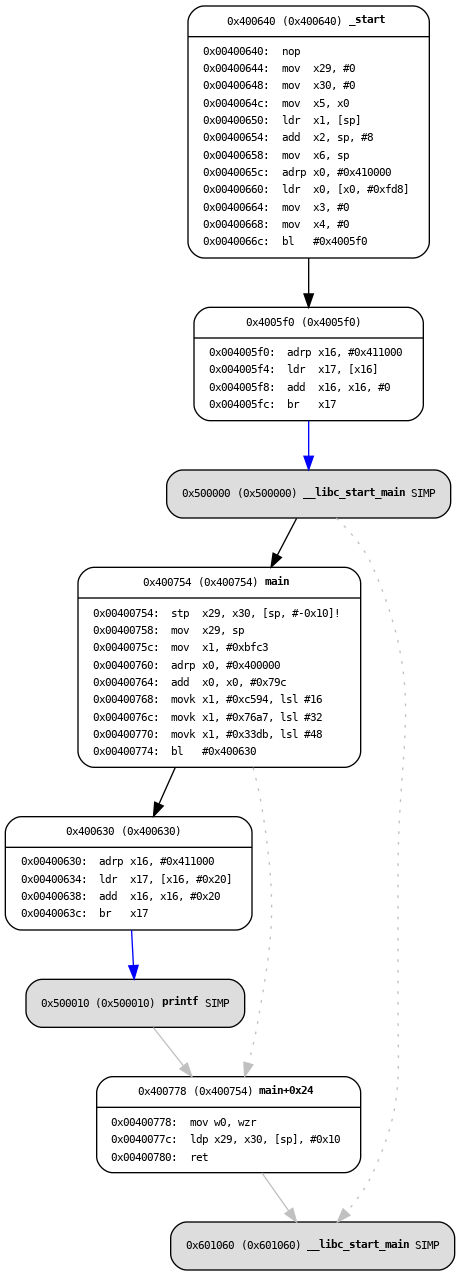 0x400640 (0x400640) _start
0x00400640: nop
0x00400644: mov x29, #0
0x00400648: mov x30, #0
0x0040064c: mov x5, x0
0x00400650: ldr x1, [sp]
0x00400654: add x2, sp, #8
0x00400658: mov x6, sp
0x0040065c: adrp x0, #0x410000
0x00400660: ldr x0, [x0, #0xfd8]
0x00400664: mov x3, #0
0x00400668: mov x4, #0
0x0040066c: bl #0x4005f0
0x4005f0 (0x4005f0)
0x004005f0: adrp x16, #0x411000
0x004005f4: ldr x17, [x16]
0x004005f8: add x16, x16, #0
0x004005fc: br x17
0x500000 (0x500000) __libc_start_main SIMP
0x400754 (0x400754) main
0x00400754: stp x29, x30, [sp, #-0x10]!
0x00400758: mov x29, sp
0x0040075c: mov x1, #0xbfc3
0x00400760: adrp x0, #0x400000
0x00400764: add x0, x0, #0x79c
0x00400768: movk x1, #0xc594, lsl #16
0x0040076c: movk x1, #0x76a7, lsl #32
0x00400770: movk x1, #0x33db, lsl #48
0x00400774: bl #0x400630
0x400630 (0x400630)
0x00400630: adrp x16, #0x411000
0x00400634: ldr x17, [x16, #0x20]
0x00400638: add x16, x16, #0x20
0x0040063c: br x17
0x500010 (0x500010) printf SIMP
0x400778 (0x400754) main+0x24
0x00400778: mov w0, wzr
0x0040077c: ldp x29, x30, [sp], #0x10
0x00400780: ret
0x601060 (0x601060) __libc_start_main SIMP